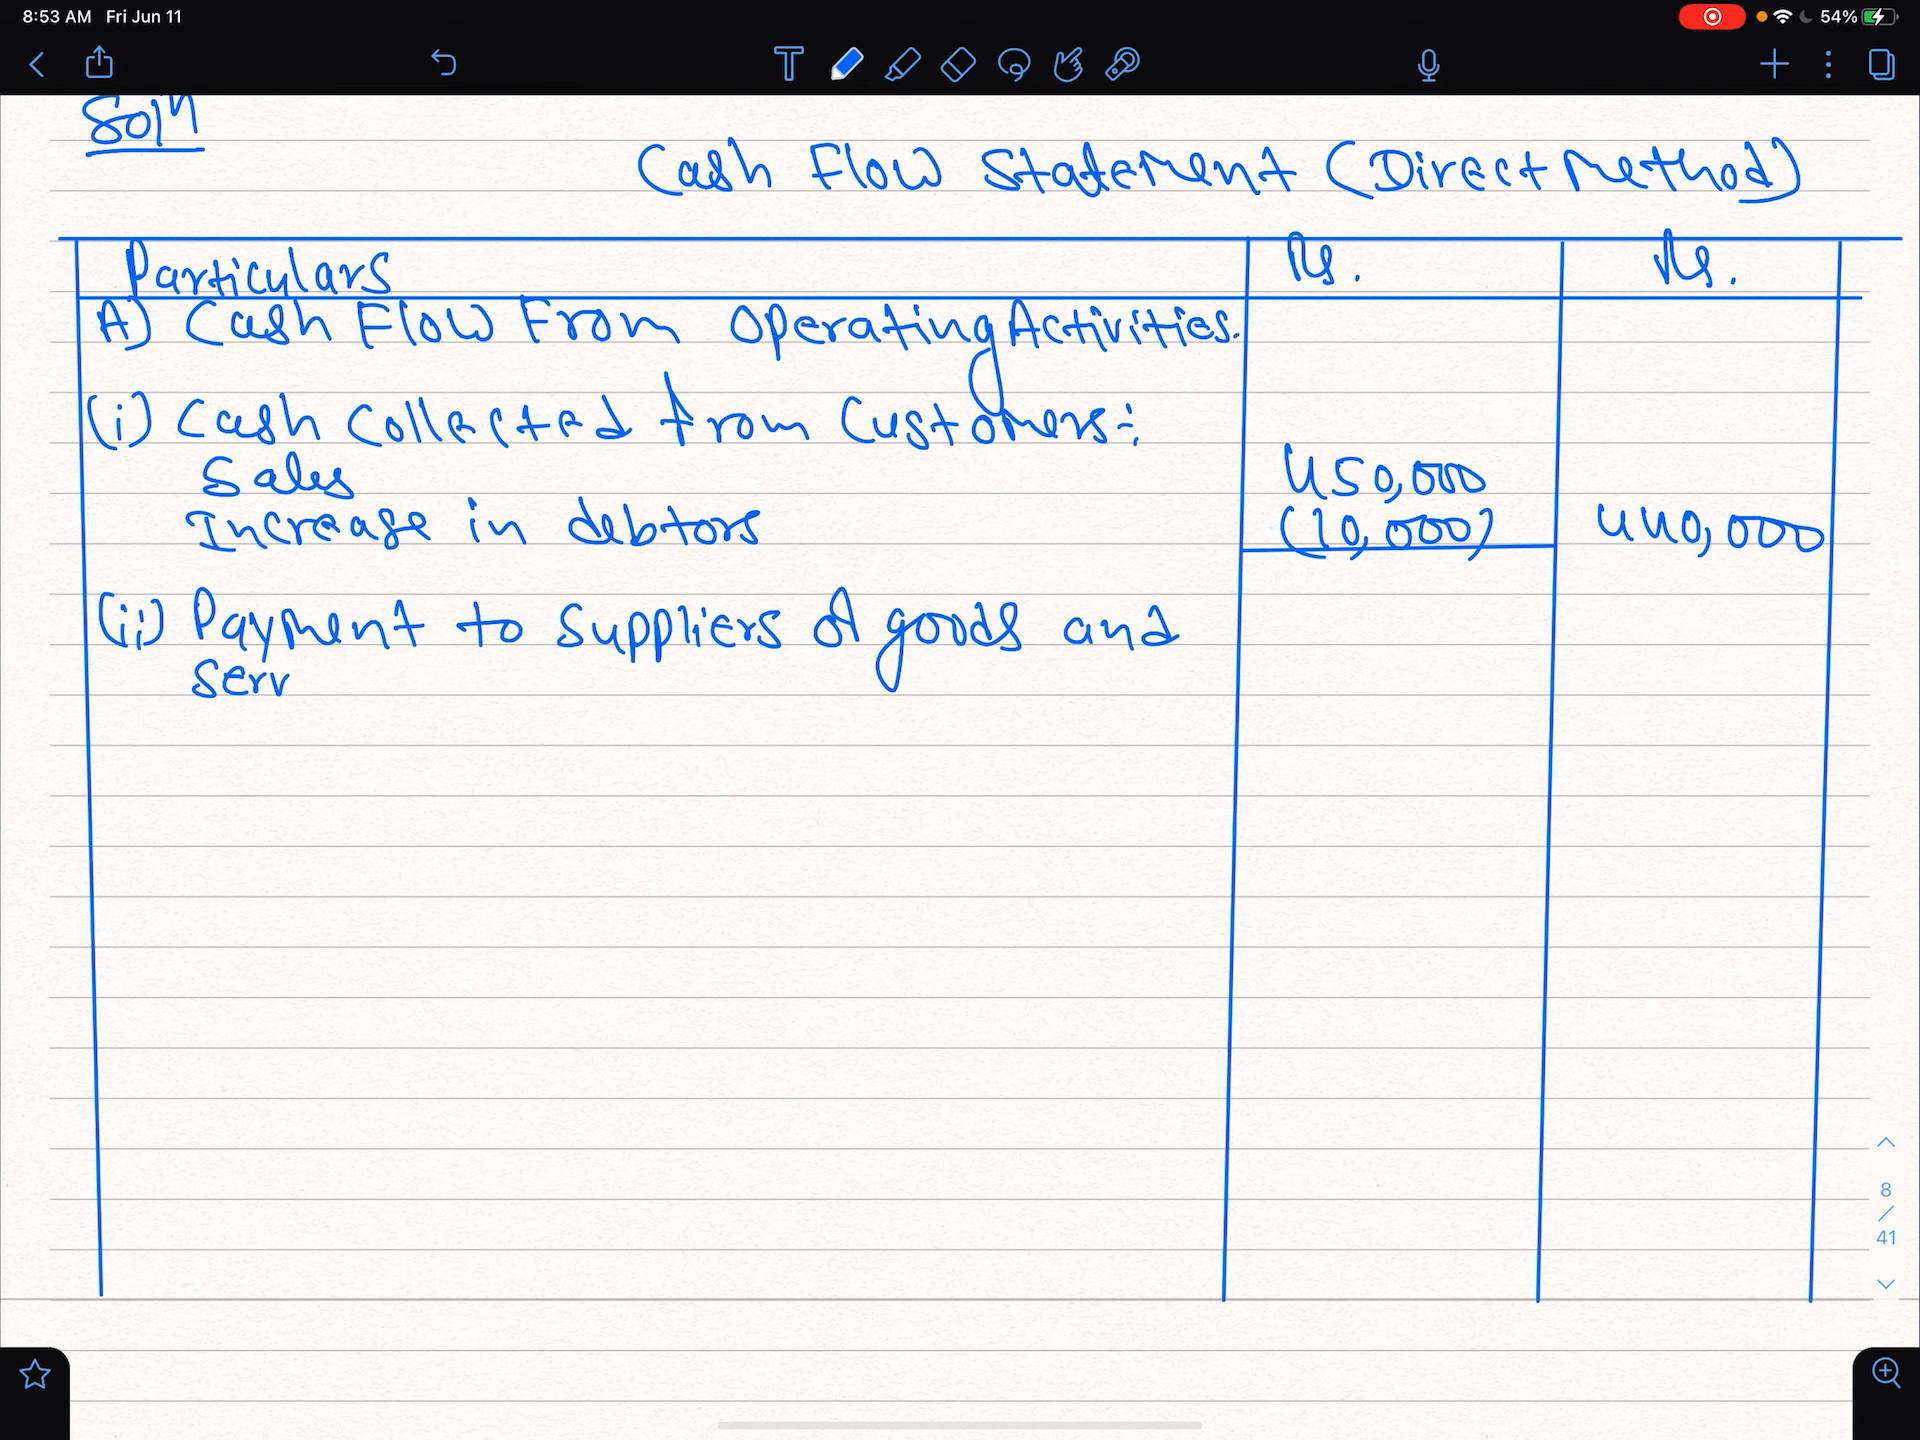 8:53 AM Fri Jun 11
54%
Soln
Cash Flow Statement (Direct Method)
Particulars Rs. Rs.
A) Cash Flow From Operating Activities.
(i) Cash Collected from Customers:
Sales 450,000
Increase in debtors (10,000) 440,000
(ii) Payment to suppliers of goods and
serv
8
/
41